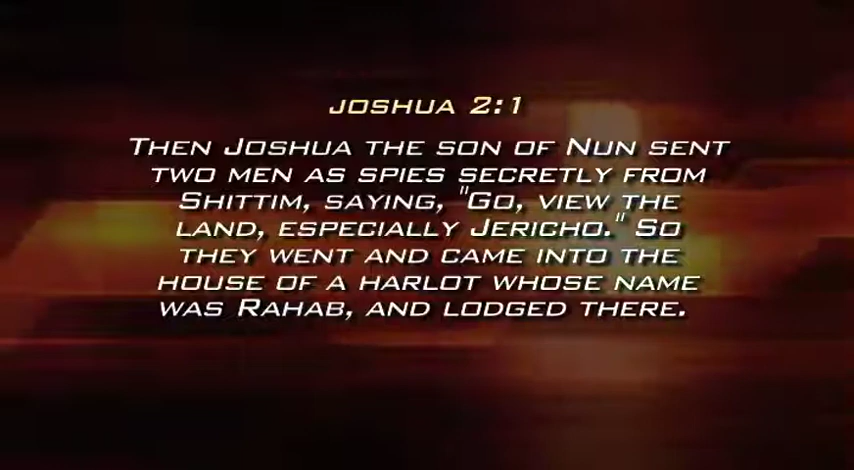 JOSHUA 2:1
THEN JOSHUA THE SON OF NUN SENT
TWO MEN AS SPIES SECRETLY FROM
SHITTIM, SAYING, "GO, VIEW THE
LAND, ESPECIALLY JERICHO." SO
THEY WENT AND CAME INTO THE
HOUSE OF A HARLOT WHOSE NAME
WAS RAHAB, AND LODGED THERE.